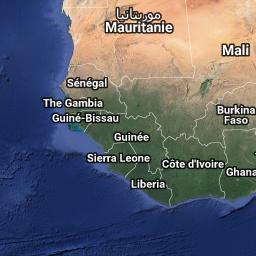 موريتانيا
Mauritanie
Mali
Sénégal
The Gambia
Burkina
Faso
Guiné-Bissau
Guinée
Sierra Leone
Côte d'Ivoire
Ghana
Liberia